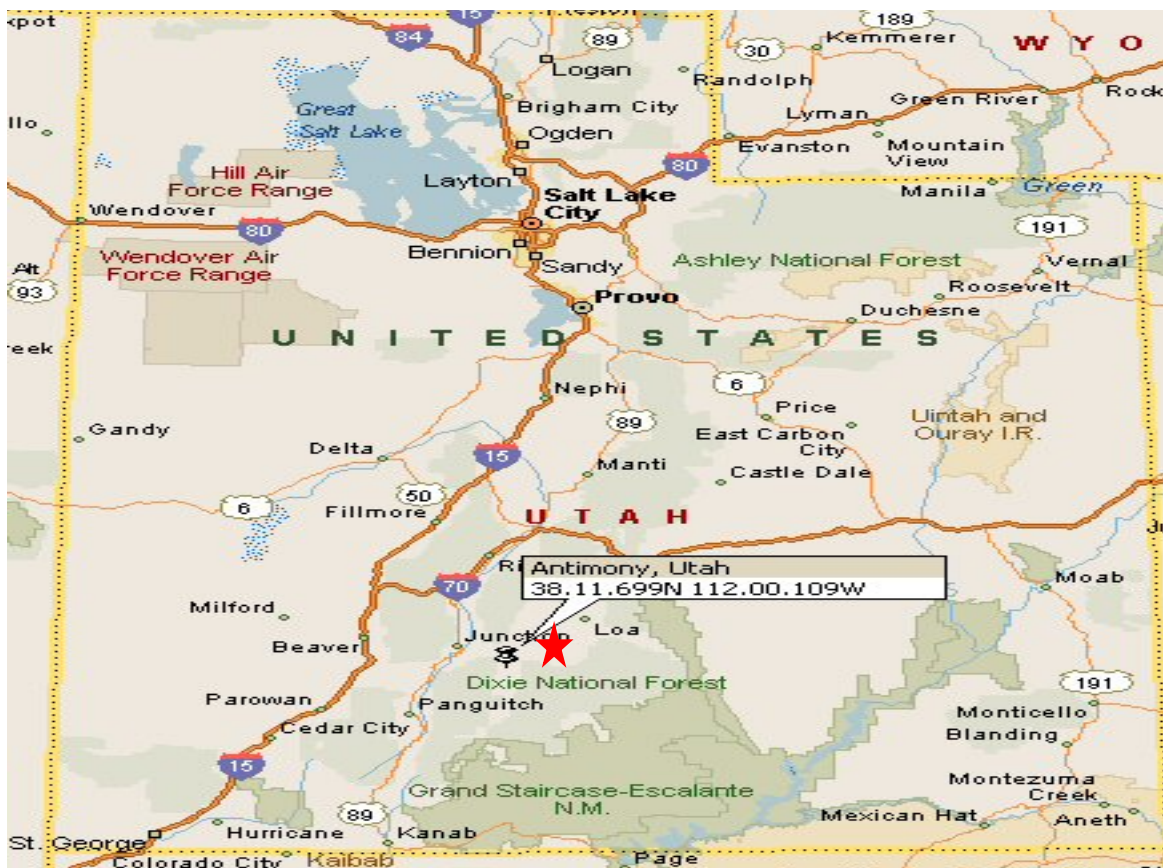 15
84
89
189
Kemmerer
30
W Y O
Logan
Randolph
Green River
Brigham City
Great
Salt Lake
Lyman
Ogden
Evanston
Mountain
View
Hill Air
Force Range
Layton
80
Manila
Green
Salt Lake
City
Wendover
80
191
Bennion
Wendover Air
Force Range
Sandy
Ashley National Forest
Vernal
Alt
93
Provo
Roosevelt
Duchesne
UNITED STATES
6
Nephi
Price
Uintah and
Ouray I.R.
Gandy
89
East Carbon
City
Delta
15
Manti
Castle Dale
50
6
Fillmore
UTAH
Antimony, Utah
38.11.699N 112.00.109W
70
Moab
Milford
Junction
Loa
Beaver
Dixie National Forest
191
Parowan
Panguitch
Monticello
Cedar City
Blanding
15
Grand Staircase-Escalante
N.M.
Montezuma
Creek
89
Mexican Hat
Aneth
St. George
Hurricane
Kanab
Colorado City
Kaibab
Page